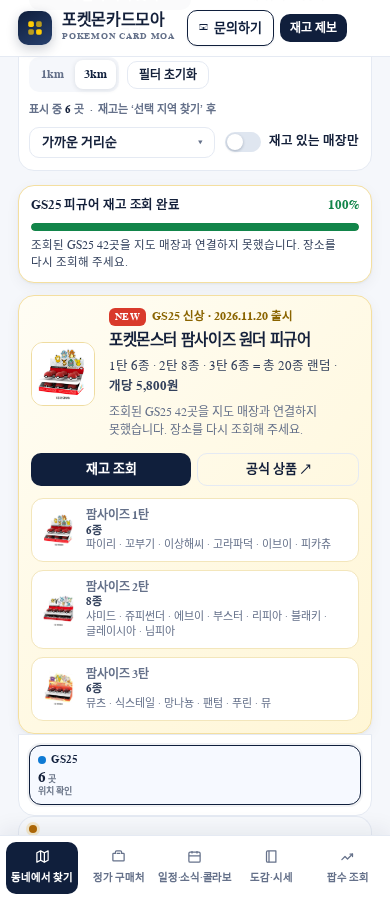 포켓몬카드모아
POKEMON CARD MOA
문의하기
재고 제보
1km
3km
필터 초기화
표시 중 6 곳 · 재고는 '선택 지역 찾기' 후
가까운 거리순
재고 있는 매장만
GS25 피규어 재고 조회 완료
100%
조회된 GS25 42곳을 지도 매장과 연결하지 못했습니다. 장소를
다시 조회해 주세요.
NEW GS25 신상 · 2026.11.20 출시
포켓몬스터 팜사이즈 원더 피규어
1탄 6종 · 2탄 8종 · 3탄 6종 = 총 20종 랜덤 ·
개당 5,800원
조회된 GS25 42곳을 지도 매장과 연결하지
못했습니다. 장소를 다시 조회해 주세요.
재고 조회
공식 상품 ↗
팜사이즈 1탄
6종
파이리 · 꼬부기 · 이상해씨 · 고라파덕 · 이브이 · 피카츄
팜사이즈 2탄
8종
샤미드 · 쥬피썬더 · 에브이 · 부스터 · 리피아 · 블래키 ·
글레이시아 · 님피아
팜사이즈 3탄
6종
뮤츠 · 식스테일 · 망나뇽 · 팬텀 · 푸린 · 뮤
GS25
6 곳
위치 확인
동네에서 찾기
정가 구매처
일정·소식·콜라보
도감·시세
팝수 조회